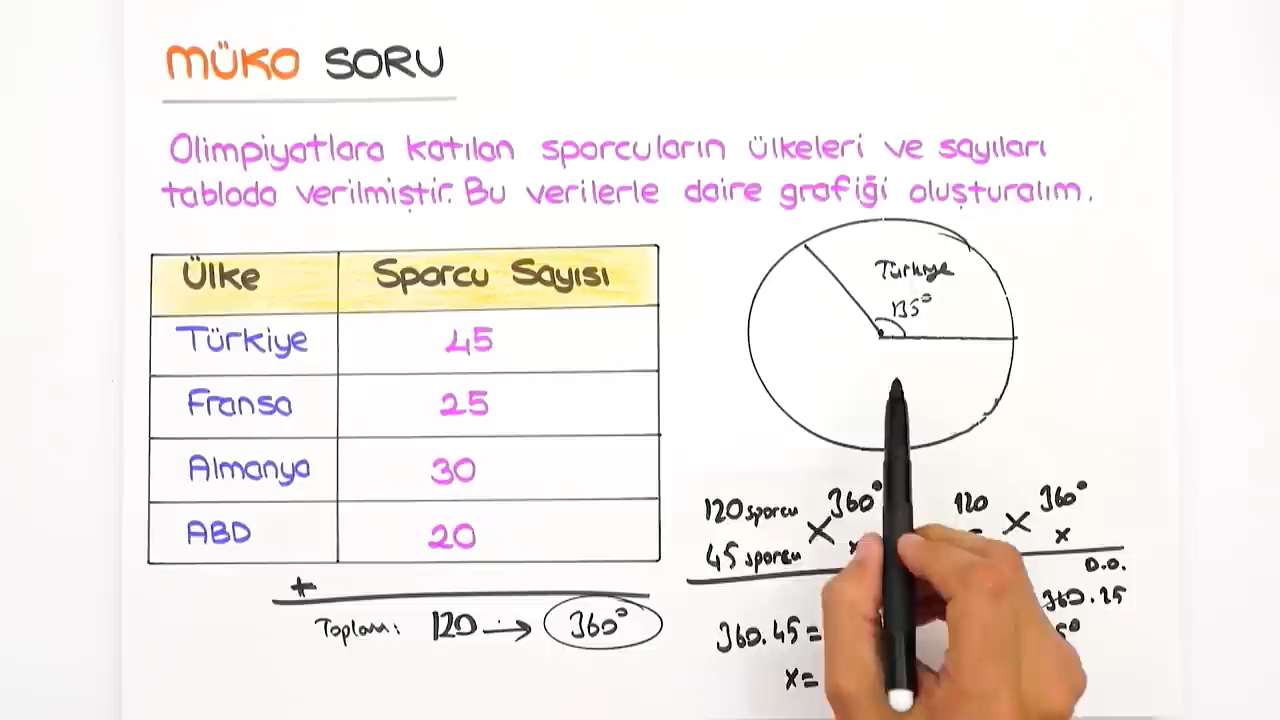 MÜKO SORU
Olimpiyatlara katılan sporcuların ülkeleri ve sayıları
tabloda verilmiştir. Bu verilerle daire grafiği oluşturalım.
Ülke Sporcu Sayısı
Türkiye 45
Fransa 25
Almanya 30
ABD 20
+
Toplam: 120 → 360°
Türkiye
135°
120 sporcu × 360°
45 sporcu
360.45=
x=
120 × 360°
x
D.O.
360.25